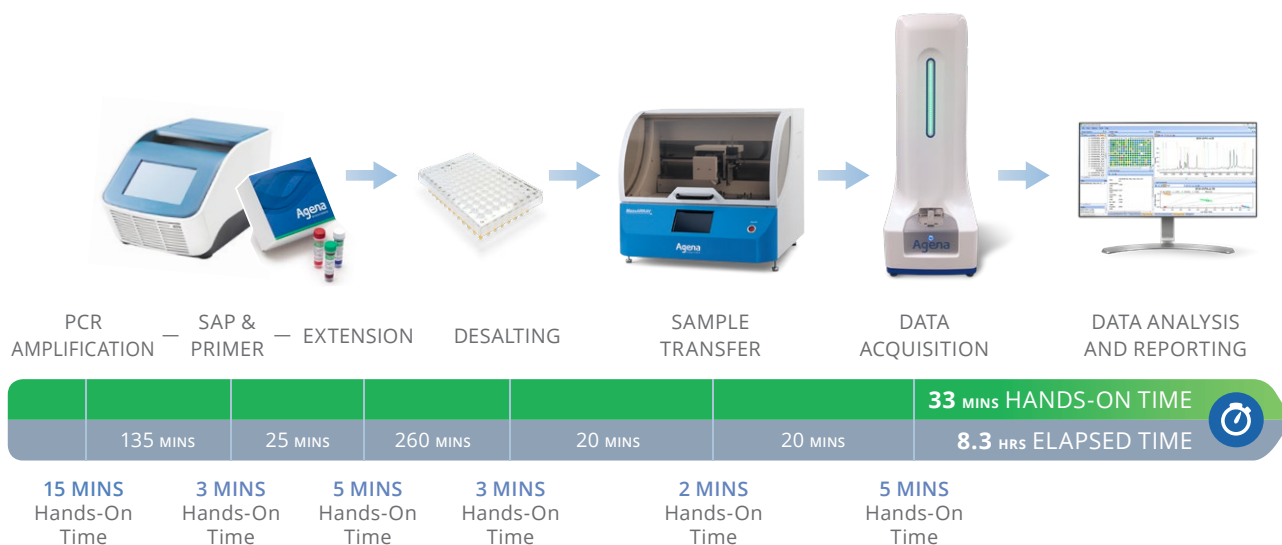 Agena
Agena
Agena
PCR
AMPLIFICATION
—
SAP &
PRIMER
—
EXTENSION
DESALTING
SAMPLE
TRANSFER
DATA
ACQUISITION
DATA ANALYSIS
AND REPORTING
33 MINS HANDS-ON TIME
135 MINS
25 MINS
260 MINS
20 MINS
20 MINS
8.3 HRS ELAPSED TIME
15 MINS
Hands-On
Time
3 MINS
Hands-On
Time
5 MINS
Hands-On
Time
3 MINS
Hands-On
Time
2 MINS
Hands-On
Time
5 MINS
Hands-On
Time